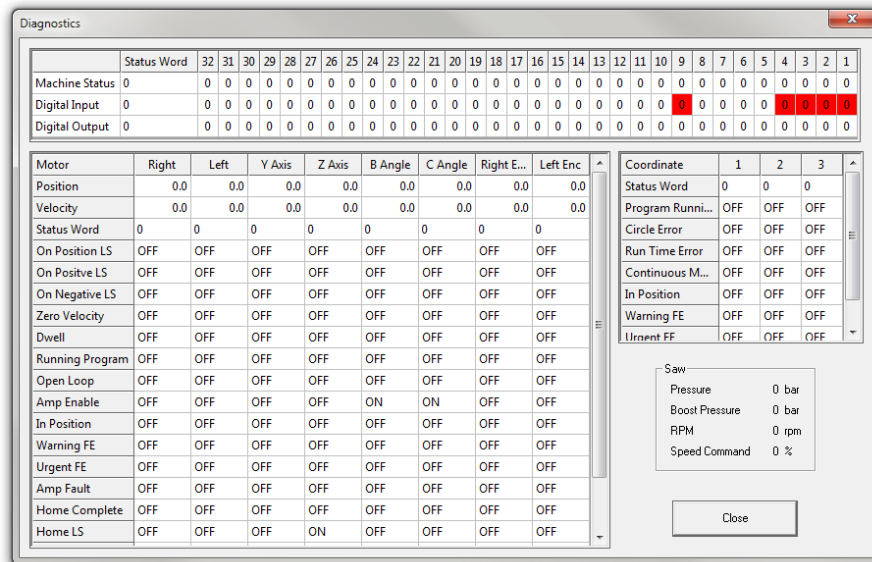 Diagnostics
Status Word 32 31 30 29 28 27 26 25 24 23 22 21 20 19 18 17 16 15 14 13 12 11 10 9 8 7 6 5 4 3 2 1
Machine Status 0 0 0 0 0 0 0 0 0 0 0 0 0 0 0 0 0 0 0 0 0 0 0 0 0 0 0 0 0 0 0 0 0
Digital Input 0 0 0 0 0 0 0 0 0 0 0 0 0 0 0 0 0 0 0 0 0 0 0 0 0 0 0 0 0 0 0 0 0
Digital Output 0 0 0 0 0 0 0 0 0 0 0 0 0 0 0 0 0 0 0 0 0 0 0 0 0 0 0 0 0 0 0 0 0
Motor Right Left Y Axis Z Axis B Angle C Angle Right E... Left Enc
Position 0.0 0.0 0.0 0.0 0.0 0.0 0.0 0.0
Velocity 0.0 0.0 0.0 0.0 0.0 0.0 0.0 0.0
Status Word 0 0 0 0 0 0 0 0
On Position LS OFF OFF OFF OFF OFF OFF OFF OFF
On Positve LS OFF OFF OFF OFF OFF OFF OFF OFF
On Negative LS OFF OFF OFF OFF OFF OFF OFF OFF
Zero Velocity OFF OFF OFF OFF OFF OFF OFF OFF
Dwell OFF OFF OFF OFF OFF OFF OFF OFF
Running Program OFF OFF OFF OFF OFF OFF OFF OFF
Open Loop OFF OFF OFF OFF OFF OFF OFF OFF
Amp Enable OFF OFF OFF OFF ON ON OFF OFF
In Position OFF OFF OFF OFF OFF OFF OFF OFF
Warning FE OFF OFF OFF OFF OFF OFF OFF OFF
Urgent FE OFF OFF OFF OFF OFF OFF OFF OFF
Amp Fault OFF OFF OFF OFF OFF OFF OFF OFF
Home Complete OFF OFF OFF OFF OFF OFF OFF OFF
Home LS OFF OFF OFF ON OFF OFF OFF OFF
Coordinate 1 2 3
Status Word 0 0 0
Program Runni... OFF OFF OFF
Circle Error OFF OFF OFF
Run Time Error OFF OFF OFF
Continuous M... OFF OFF OFF
In Position OFF OFF OFF
Warning FE OFF OFF OFF
Urgent FE OFF OFF OFF
Saw
Pressure 0 bar
Boost Pressure 0 bar
RPM 0 rpm
Speed Command 0 %
Close